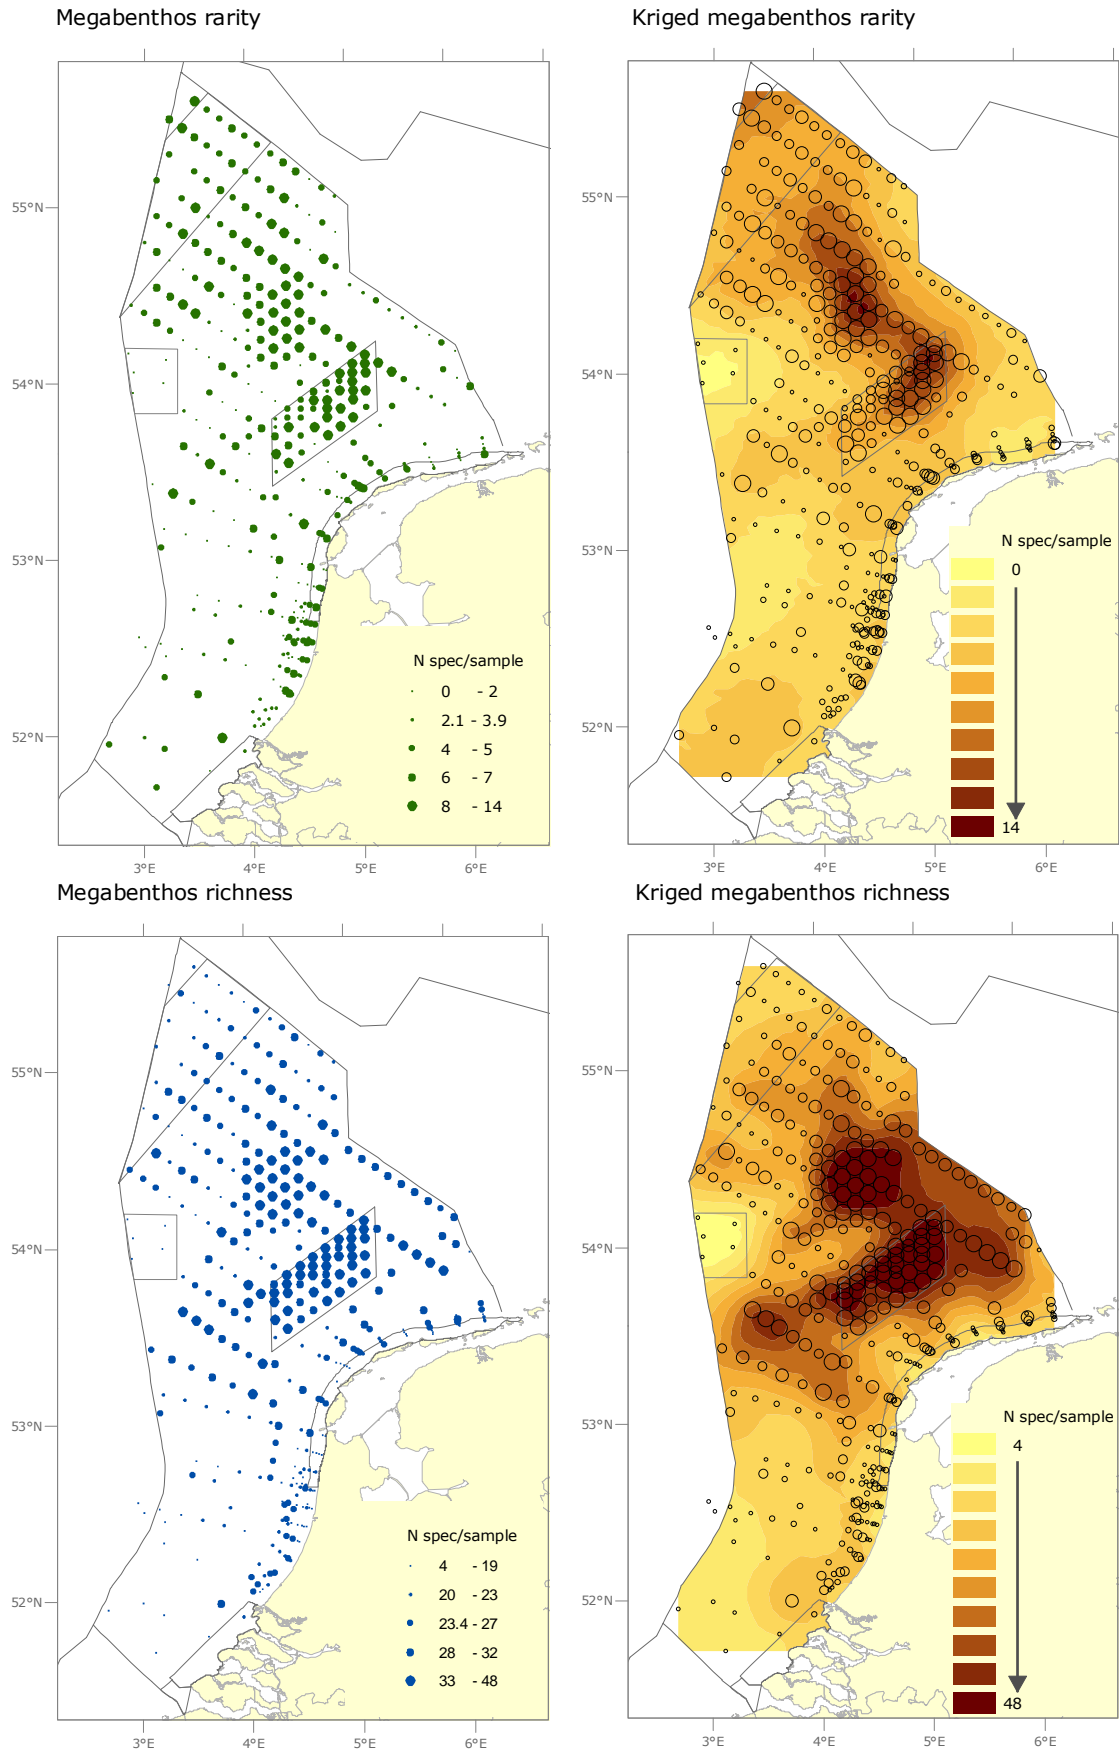 Megabenthos rarity
Kriged megabenthos rarity
55°N
54°N
53°N
52°N
N spec/sample
0 - 2
2.1 - 3.9
4 - 5
6 - 7
8 - 14
3°E
4°E
5°E
6°E
55°N
54°N
53°N
52°N
N spec/sample
0
14
3°E
4°E
5°E
6°E
Megabenthos richness
Kriged megabenthos richness
55°N
54°N
53°N
52°N
N spec/sample
4 - 19
20 - 23
23.4 - 27
28 - 32
33 - 48
3°E
4°E
5°E
6°E
55°N
54°N
53°N
52°N
N spec/sample
4
48
3°E
4°E
5°E
6°E